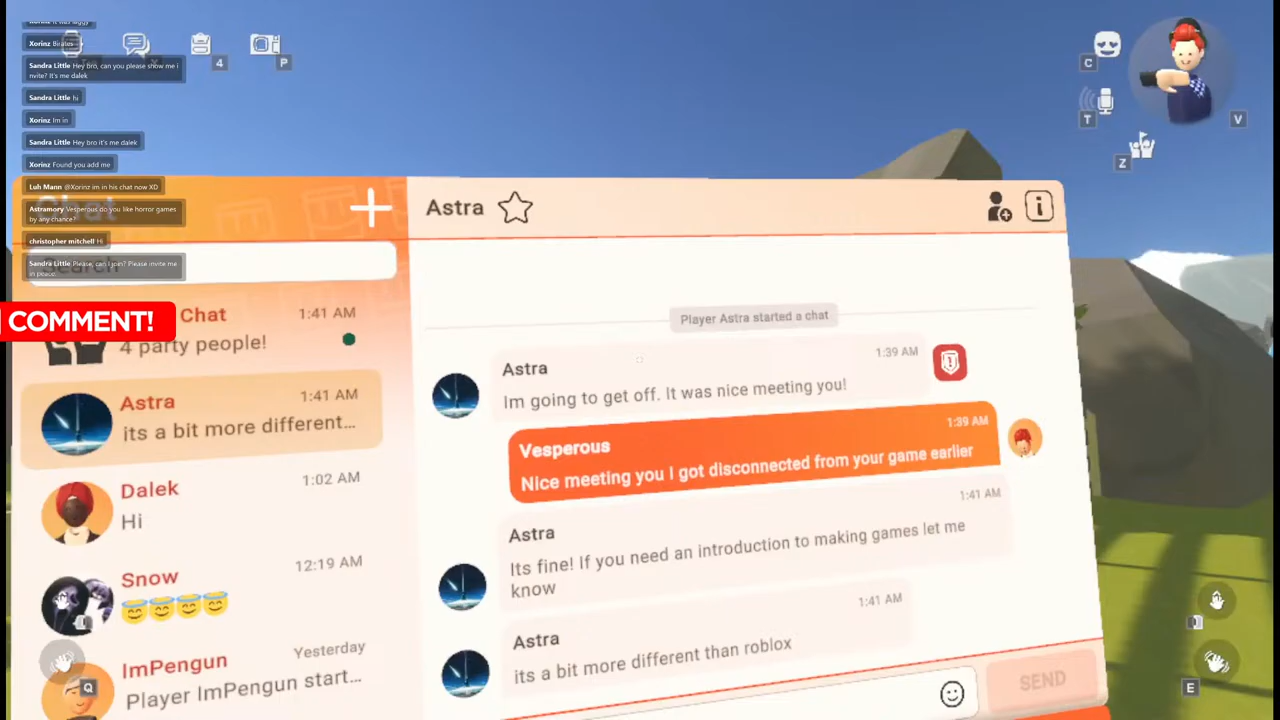 Xorinz Birates
Sandra Little Hey bro, can you please show me i
nvite? It's me dalek
Sandra Little hi
Xorinz Im in
Sandra Little Hey bro it's me dalek
Xorinz Found you add me
Luh Mann @Xorinz im in his chat now XD
Astramory Vesperous do you like horror games
by any chance?
christopher mitchell Hi
Sandra Little Please, can I join? Please invite me
in peace.
COMMENT!
4
P
C
T
V
Z
Chat
Search
Chat
1:41 AM
4 party people!
Astra
1:41 AM
its a bit more different...
Dalek
1:02 AM
Hi
Snow
12:19 AM
ImPengun
Yesterday
Player ImPengun start...
Q
Astra
Player Astra started a chat
Astra
1:39 AM
Im going to get off. It was nice meeting you!
Vesperous
1:39 AM
Nice meeting you I got disconnected from your game earlier
Astra
1:41 AM
Its fine! If you need an introduction to making games let me
know
Astra
1:41 AM
its a bit more different than roblox
SEND
E